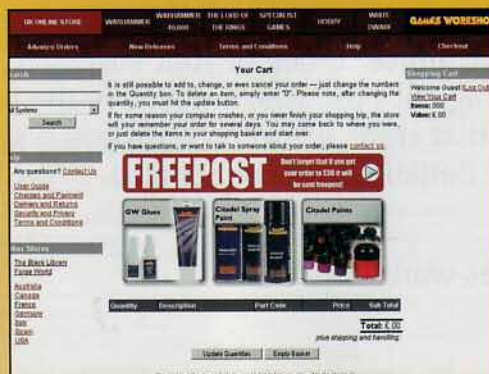 UK ONLINE STORE
WARHAMMER
WARHAMMER 40,000
THE LORD OF THE RINGS
SPECIALIST GAMES
HOBBY
WHITE DWARF
GAMES WORKSHO
Advance Orders
New Releases
Terms and Conditions
Help
Checkout
earch
Search
Any questions? Contact Us
User Guide
Charges and Payment
Delivery and Returns
Security and Privacy
Terms and Conditions
The Black Library
Forge World
Australia
Canada
France
Germany
Italy
Spain
USA
Your Cart
It is still possible to add to, change, or even cancel your order — just change the numbers
in the Quantity box. To delete an item, simply enter "0". Please note, after changing the
quantity, you must hit the update button.
If for some reason your computer crashes, or you never finish your shopping trip, the store
will remember your order for several days. You may come back to where you were,
or just delete the items in your shopping basket and start over.
If you have questions, or want to talk to someone about your order, please contact us.
FREEPOST
Don't forget that if you get
your order to £30 it will
be sent freepost!
GW Glues
Citadel Spray Paint
Citadel Paints
Quantity Description Part Code Price Sub Total
Total: £.00
plus shipping and handling
Update Quantities
Empty Basket
Shopping Cart
Welcome Guest (Log Out
View Your Cart
Items: 000
Value: £.00